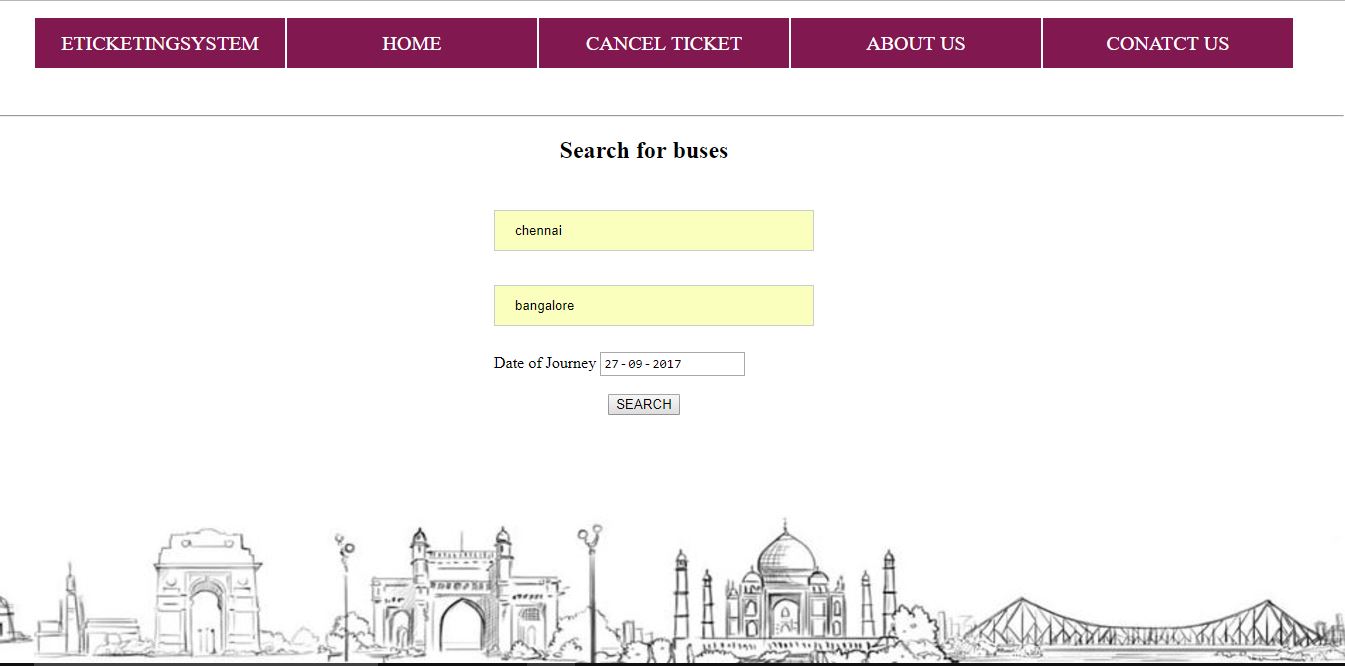 ETICKETINGSYSTEM HOME CANCEL TICKET ABOUT US CONATCT US
Search for buses
chennai
bangalore
Date of Journey 27-09-2017
SEARCH